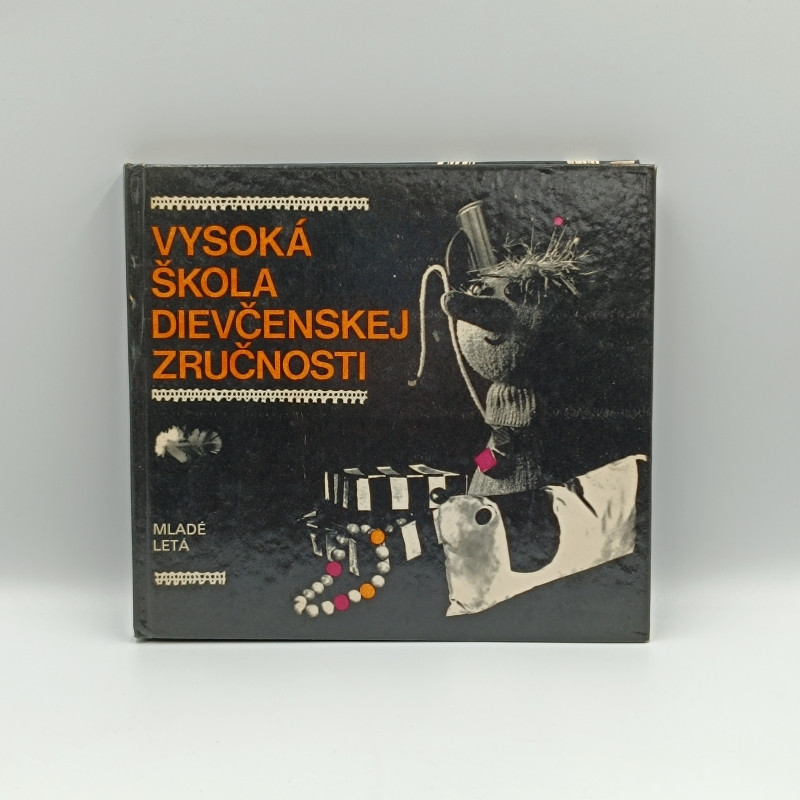 VYSOKÁ
ŠKOLA
DIEVČENSKEJ
ZRUČNOSTI
MLADÉ
LETÁ